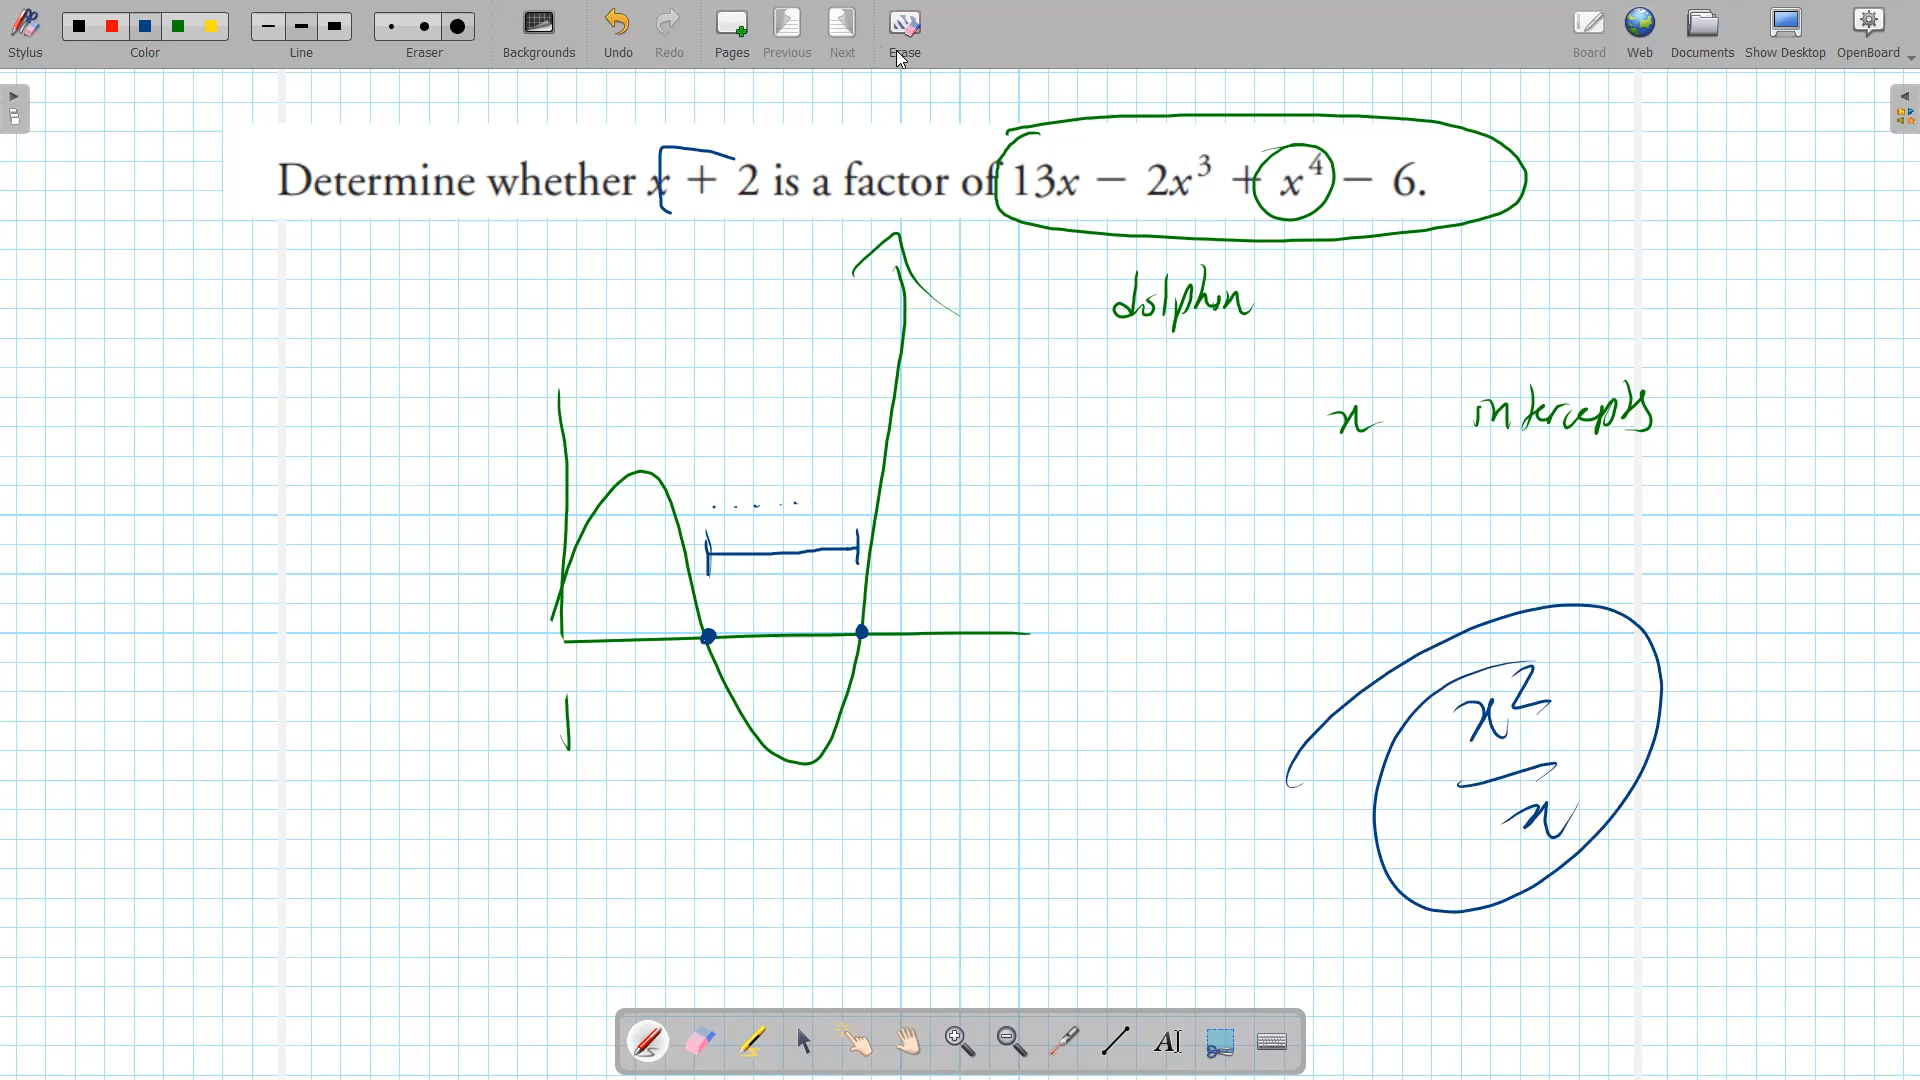 Stylus Color Line Eraser Backgrounds Undo Redo Pages Previous Next Erase Board Web Documents Show Desktop OpenBoard
Determine whether x + 2 is a factor of 13x − 2x³ + x⁴ − 6.
dolphin
x intercepts
x²
x